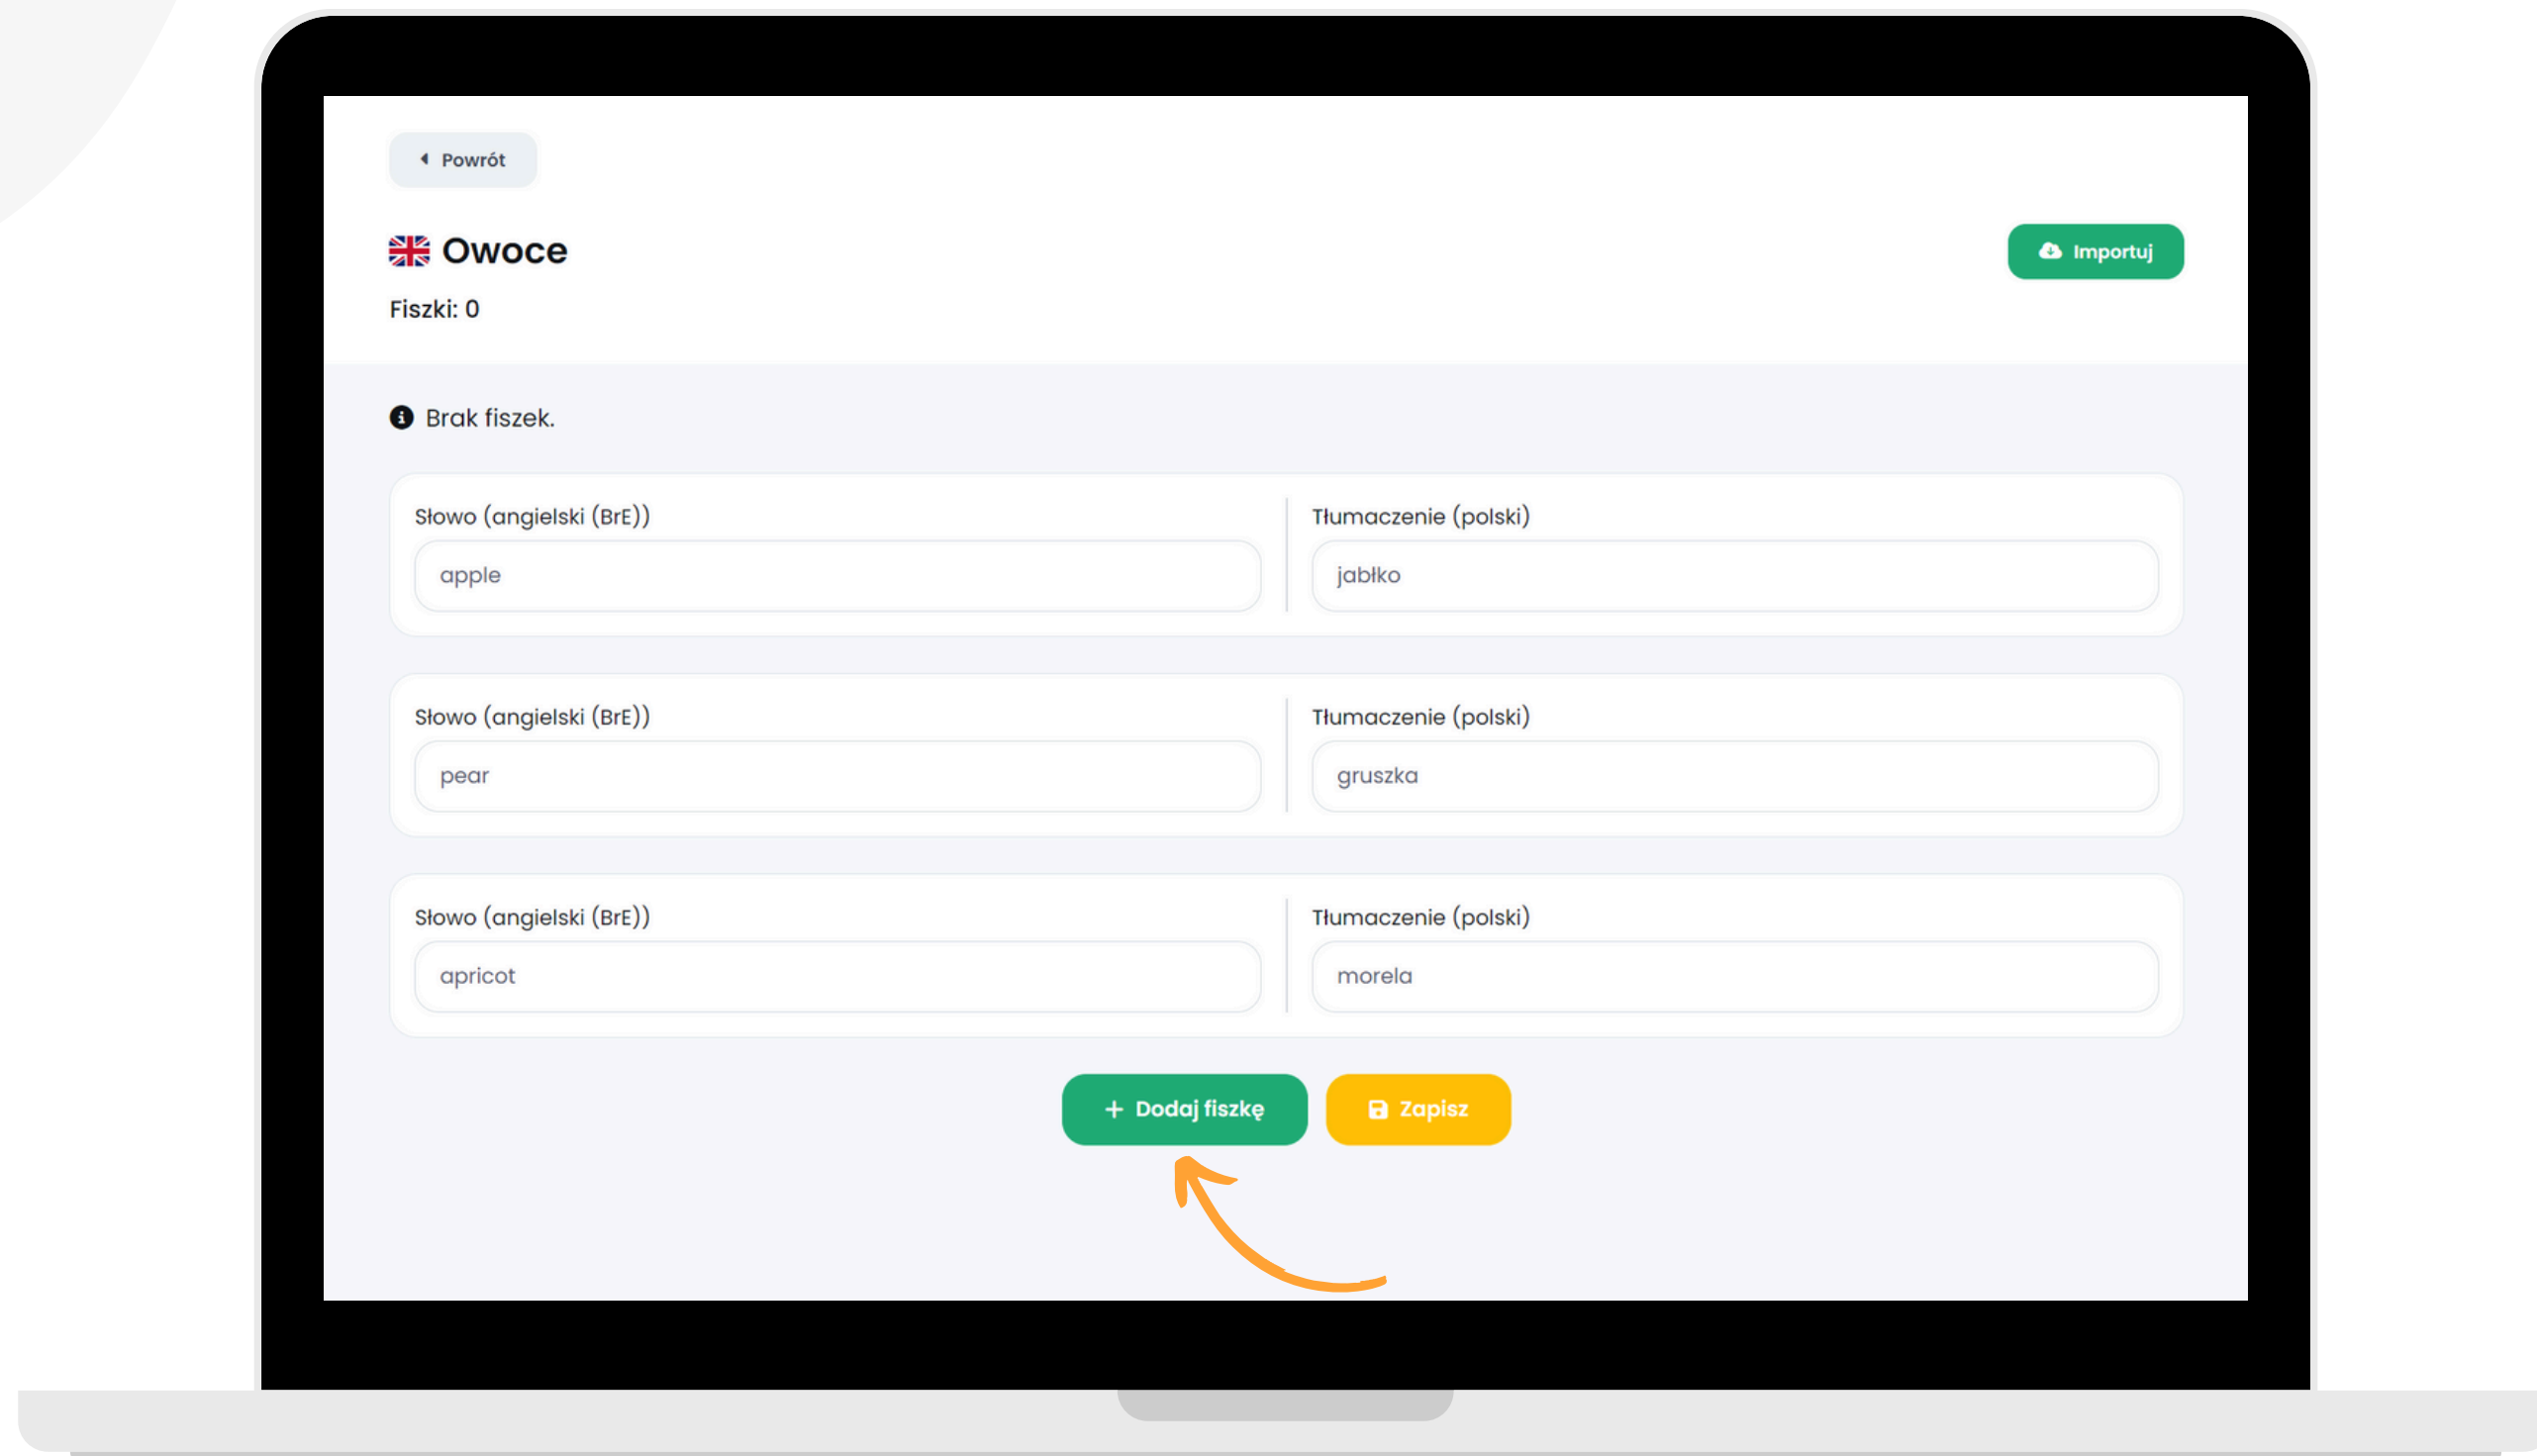 Powrót
Owoce
Importuj
Fiszki: 0
Brak fiszek.
Słowo (angielski (BrE))
Tłumaczenie (polski)
apple
jabłko
Słowo (angielski (BrE))
Tłumaczenie (polski)
pear
gruszka
Słowo (angielski (BrE))
Tłumaczenie (polski)
apricot
morela
+ Dodaj fiszkę
Zapisz